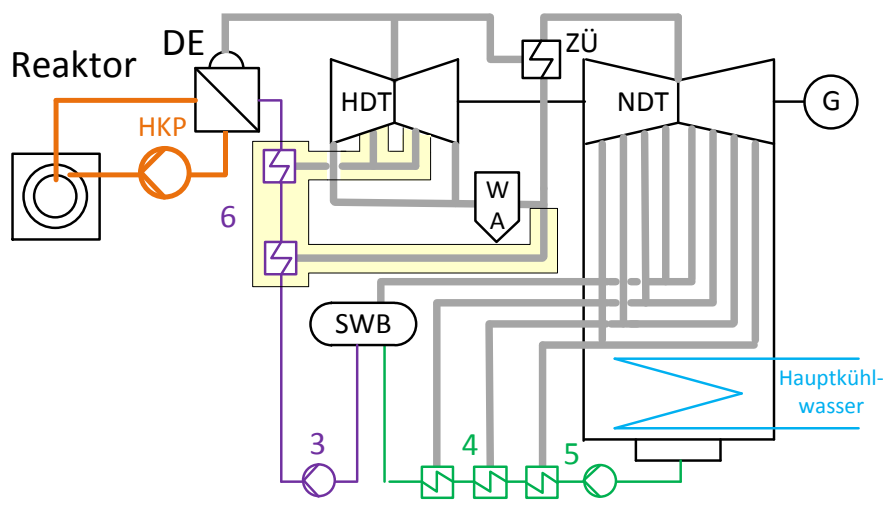 DE
ZÜ
Reaktor
HDT
NDT
G
HKP
W
A
6
SWB
Hauptkühl-
wasser
3
4
5